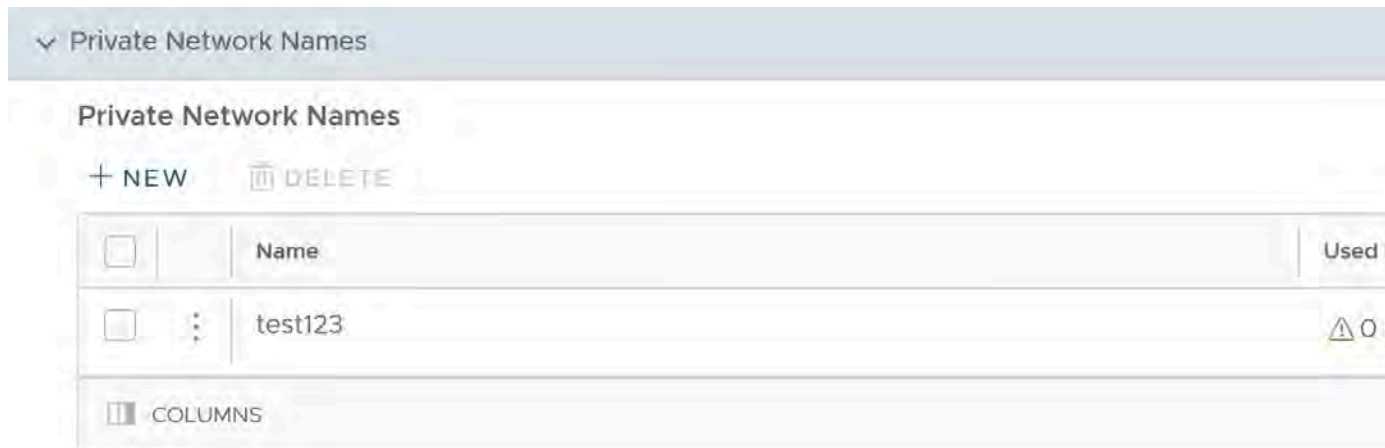 Private Network Names
Private Network Names
+ NEW DELETE
Name Used
test123 0
COLUMNS